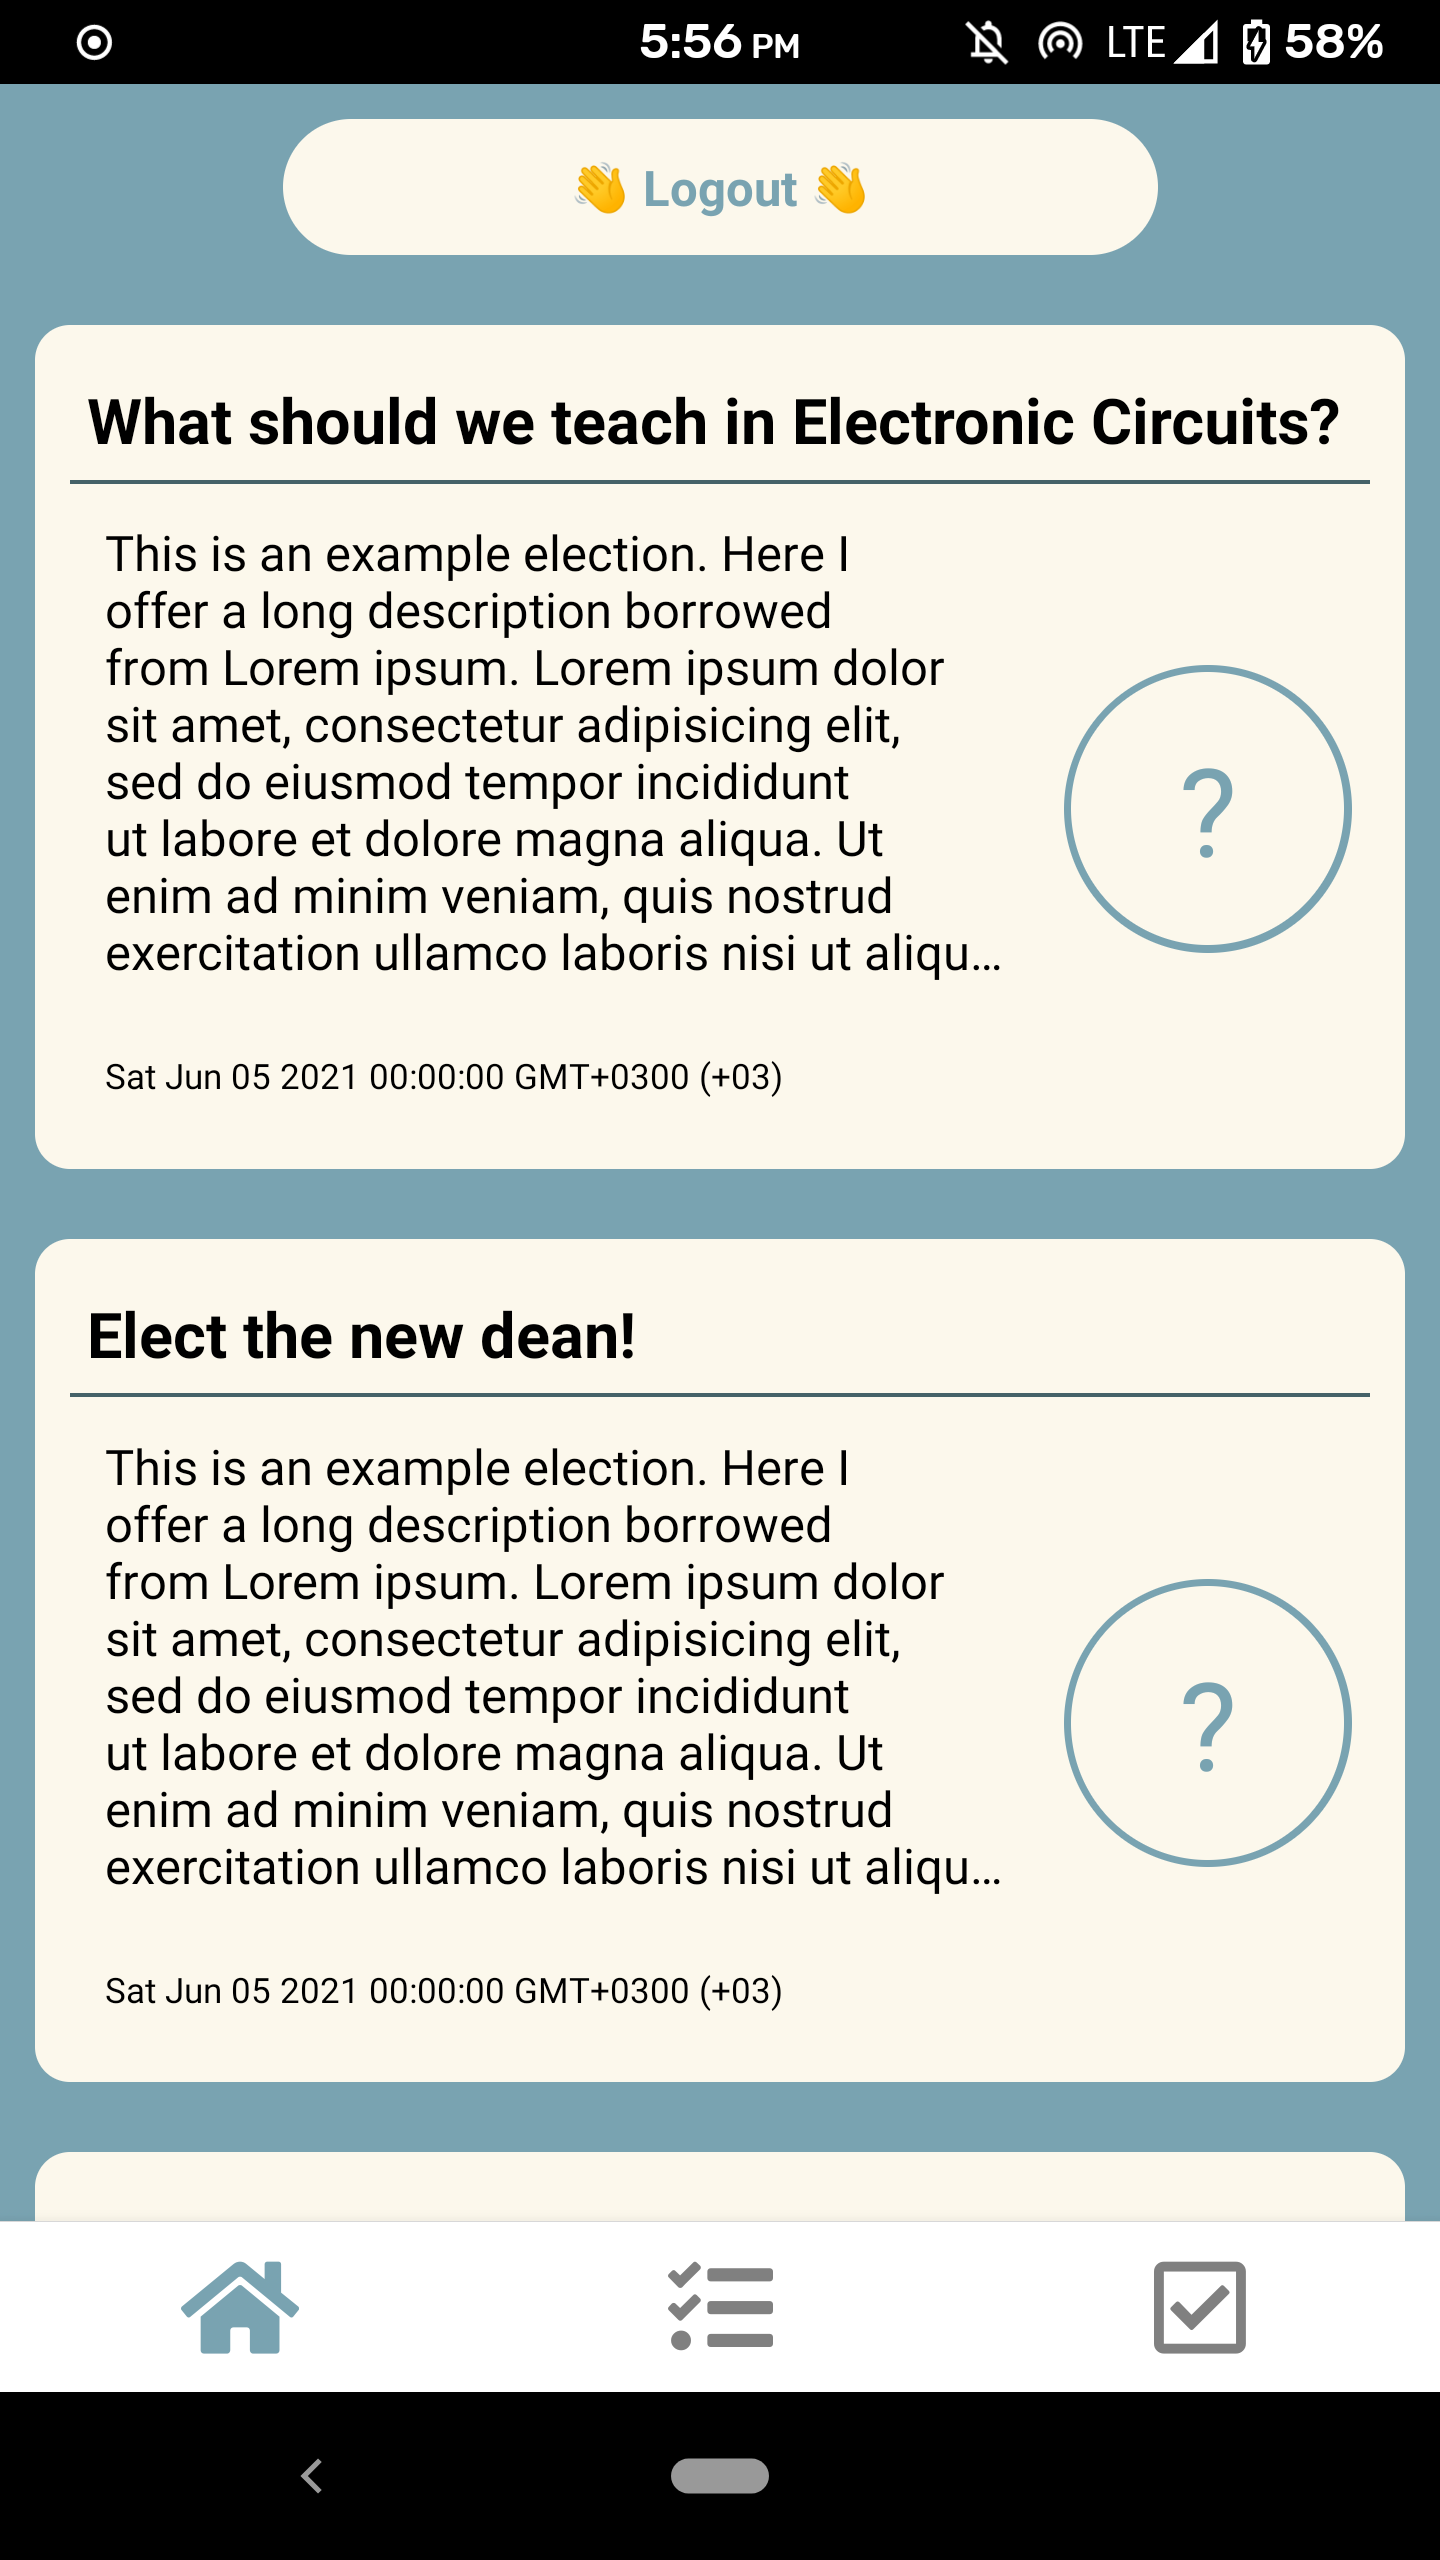 5:56 PM LTE 58%
👋 Logout 👋
What should we teach in Electronic Circuits?
This is an example election. Here I
offer a long description borrowed
from Lorem ipsum. Lorem ipsum dolor
sit amet, consectetur adipisicing elit,
sed do eiusmod tempor incididunt
ut labore et dolore magna aliqua. Ut
enim ad minim veniam, quis nostrud
exercitation ullamco laboris nisi ut aliqu…
?
Sat Jun 05 2021 00:00:00 GMT+0300 (+03)
Elect the new dean!
This is an example election. Here I
offer a long description borrowed
from Lorem ipsum. Lorem ipsum dolor
sit amet, consectetur adipisicing elit,
sed do eiusmod tempor incididunt
ut labore et dolore magna aliqua. Ut
enim ad minim veniam, quis nostrud
exercitation ullamco laboris nisi ut aliqu…
?
Sat Jun 05 2021 00:00:00 GMT+0300 (+03)